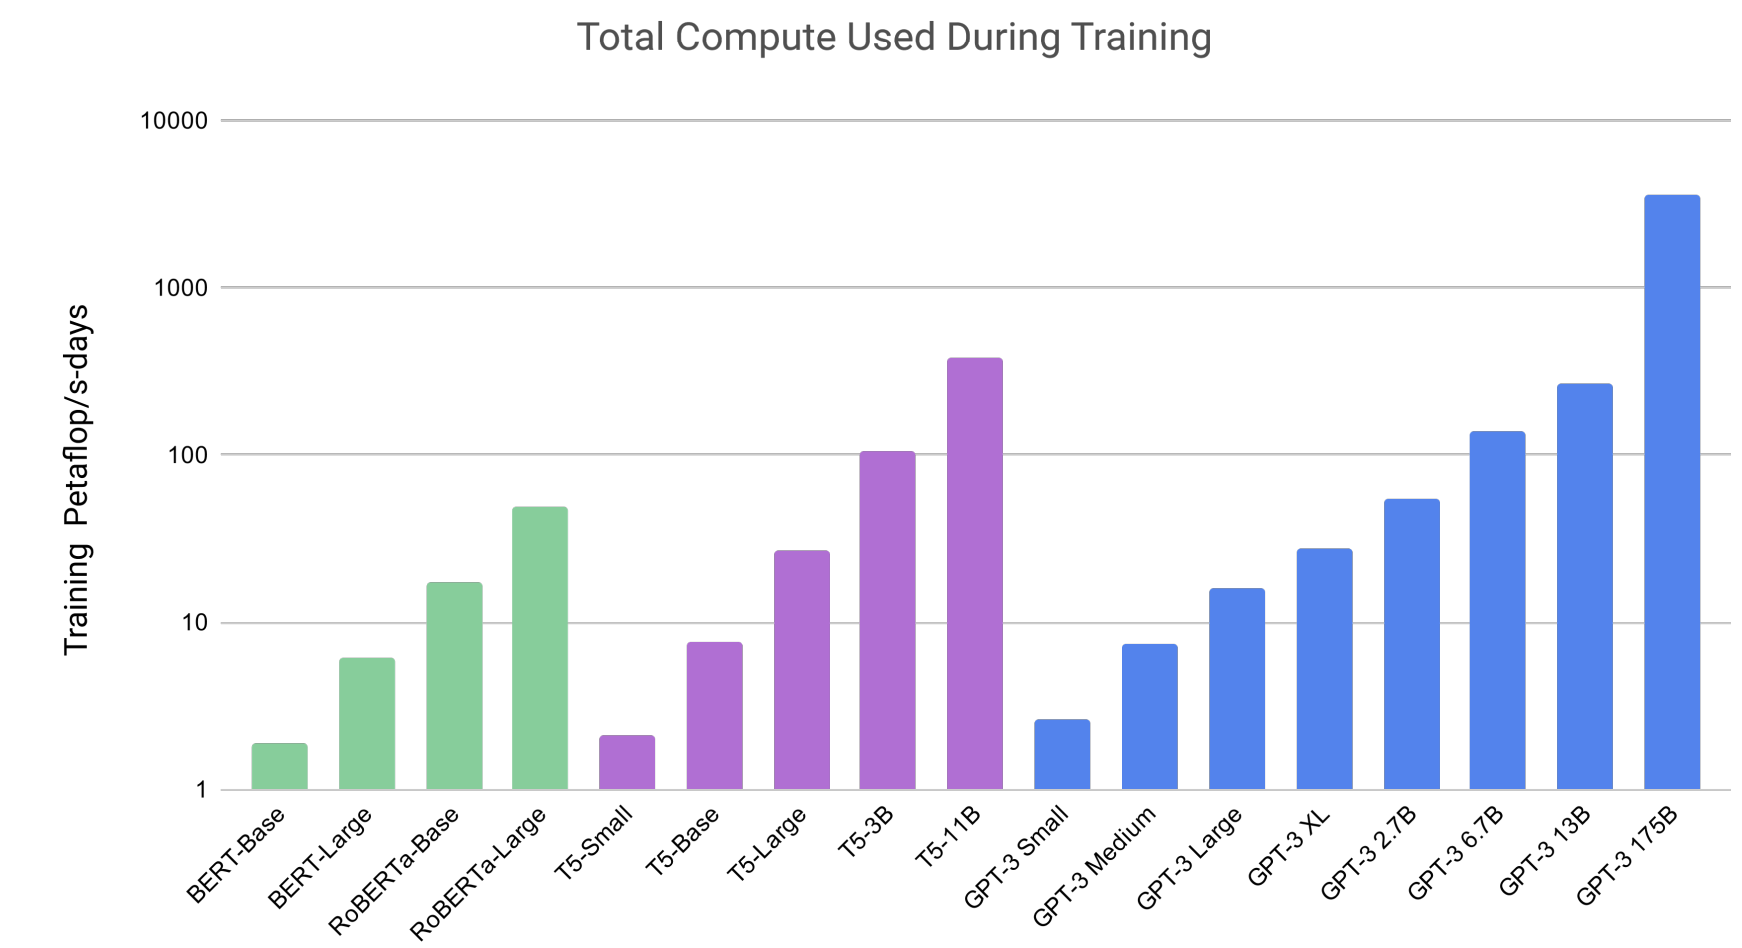 Total Compute Used During Training
10000
1000
100
10
1
Training Petaflop/s-days
BERT-Base
BERT-Large
RoBERTa-Base
RoBERTa-Large
T5-Small
T5-Base
T5-Large
T5-3B
T5-11B
GPT-3 Small
GPT-3 Medium
GPT-3 Large
GPT-3 XL
GPT-3 2.7B
GPT-3 6.7B
GPT-3 13B
GPT-3 175B